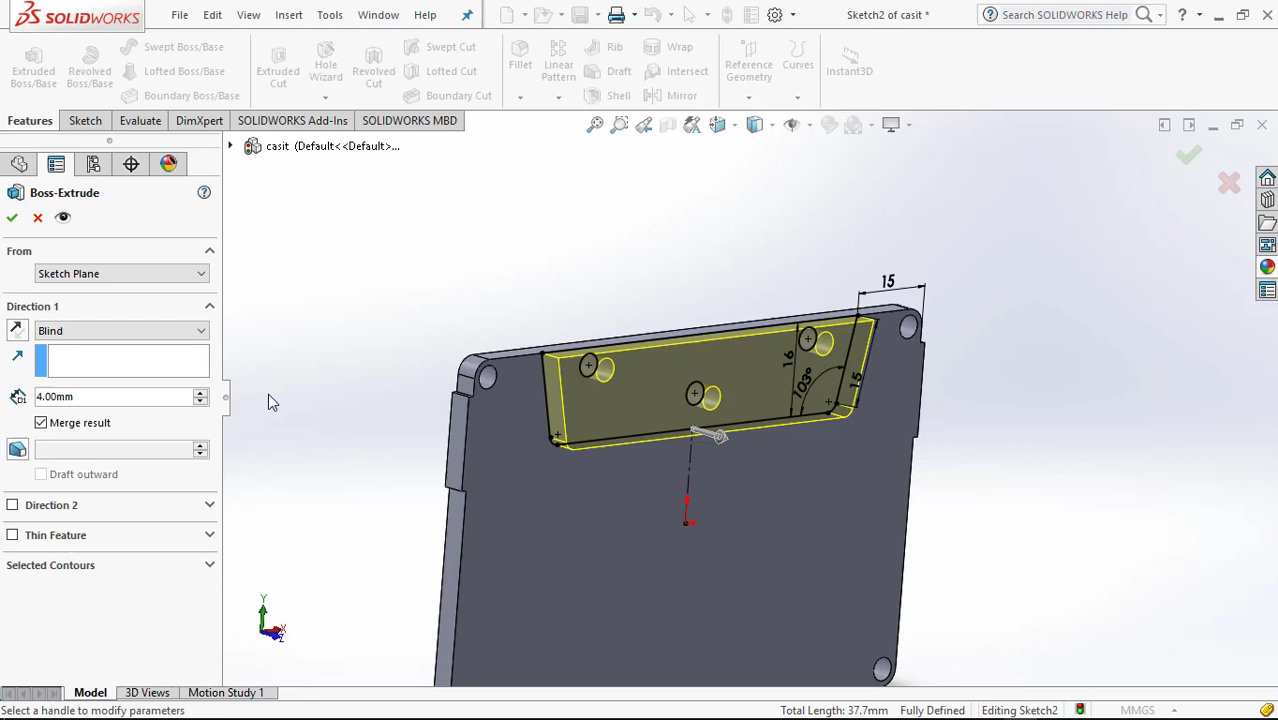 SOLIDWORKS File Edit View Insert Tools Window Help Sketch2 of casit * Search SOLIDWORKS Help ?
Extruded Boss/Base
Revolved Boss/Base
Swept Boss/Base
Lofted Boss/Base
Boundary Boss/Base
Extruded Cut
Hole Wizard
Revolved Cut
Swept Cut
Lofted Cut
Boundary Cut
Fillet
Linear Pattern
Rib
Draft
Shell
Wrap
Intersect
Mirror
Reference Geometry
Curves
Instant3D
Features Sketch Evaluate DimXpert SOLIDWORKS Add-Ins SOLIDWORKS MBD
casit (Default<<Default>...
Boss-Extrude ?
From
Sketch Plane
Direction 1
Blind
4.00mm
Merge result
Draft outward
Direction 2
Thin Feature
Selected Contours
15
16
103°
15
Y
X
Z
Model 3D Views Motion Study 1
Select a handle to modify parameters Total Length: 37.7mm Fully Defined Editing Sketch2 MMGS